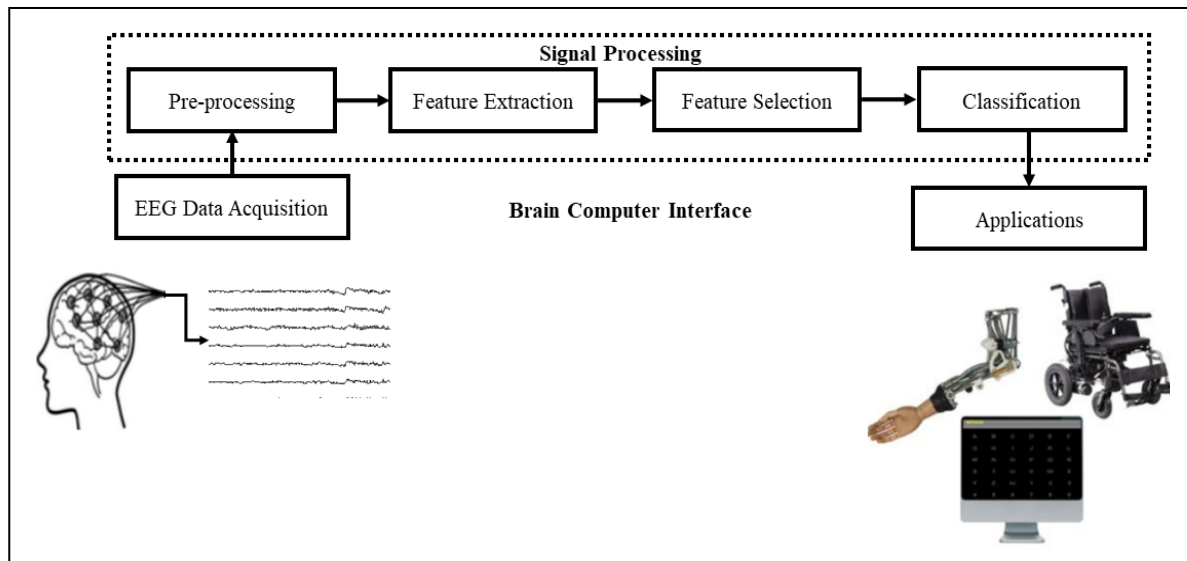 Signal Processing
Pre-processing
Feature Extraction
Feature Selection
Classification
EEG Data Acquisition
Brain Computer Interface
Applications